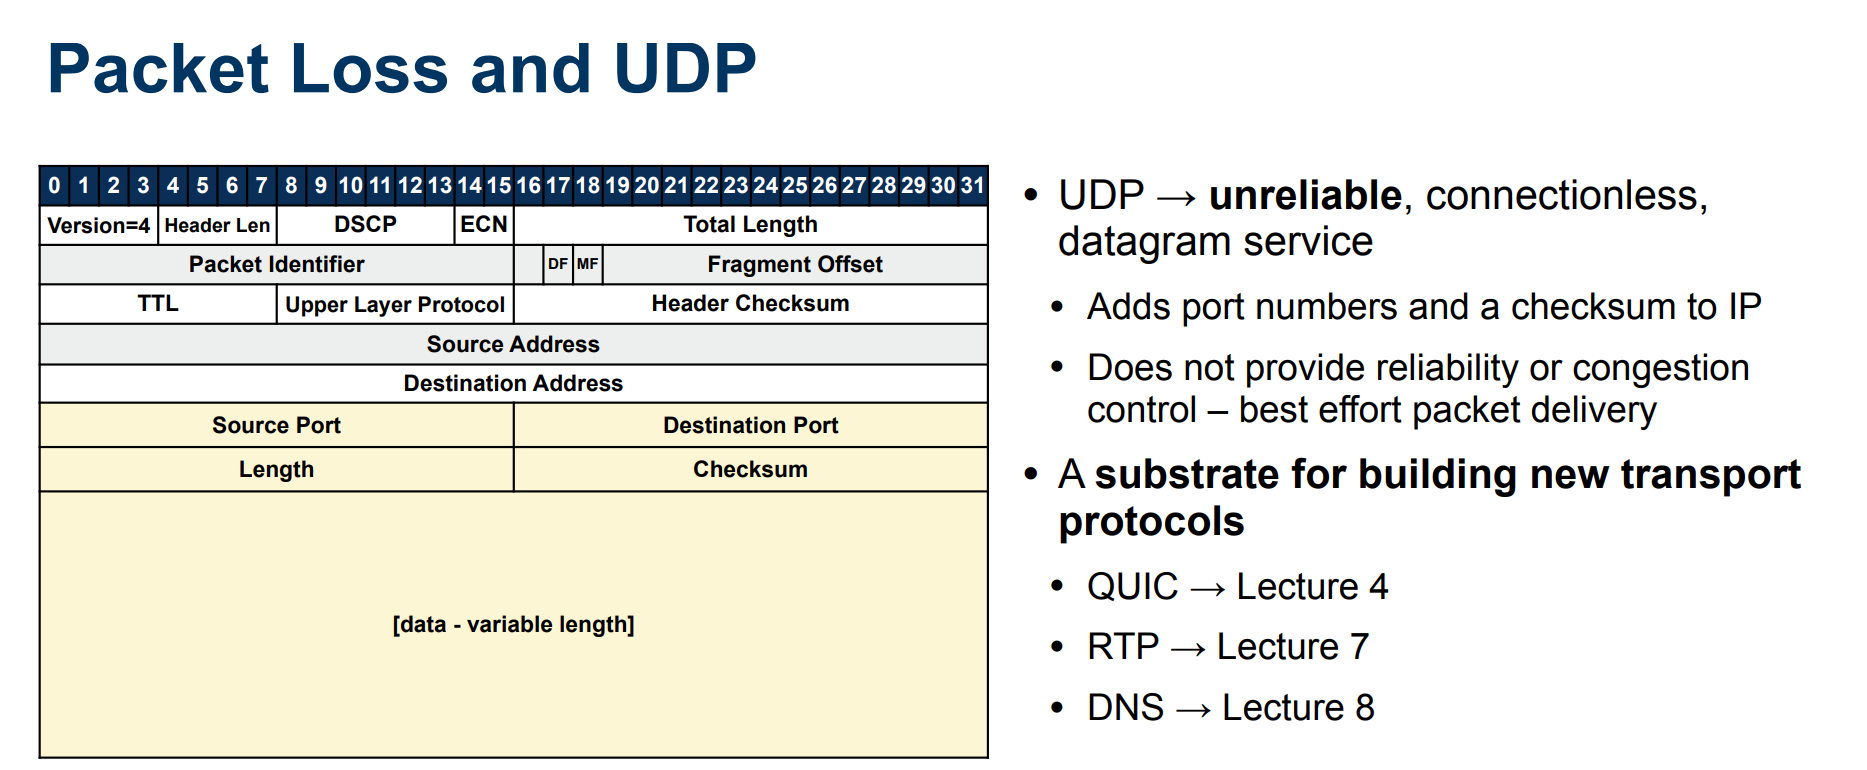 Packet Loss and UDP
0 1 2 3 4 5 6 7 8 9 10 11 12 13 14 15 16 17 18 19 20 21 22 23 24 25 26 27 28 29 30 31
Version=4 Header Len DSCP ECN Total Length
Packet Identifier DF MF Fragment Offset
TTL Upper Layer Protocol Header Checksum
Source Address
Destination Address
Source Port Destination Port
Length Checksum
[data - variable length]
• UDP → unreliable, connectionless,
datagram service
• Adds port numbers and a checksum to IP
• Does not provide reliability or congestion
control – best effort packet delivery
• A substrate for building new transport
protocols
• QUIC → Lecture 4
• RTP → Lecture 7
• DNS → Lecture 8